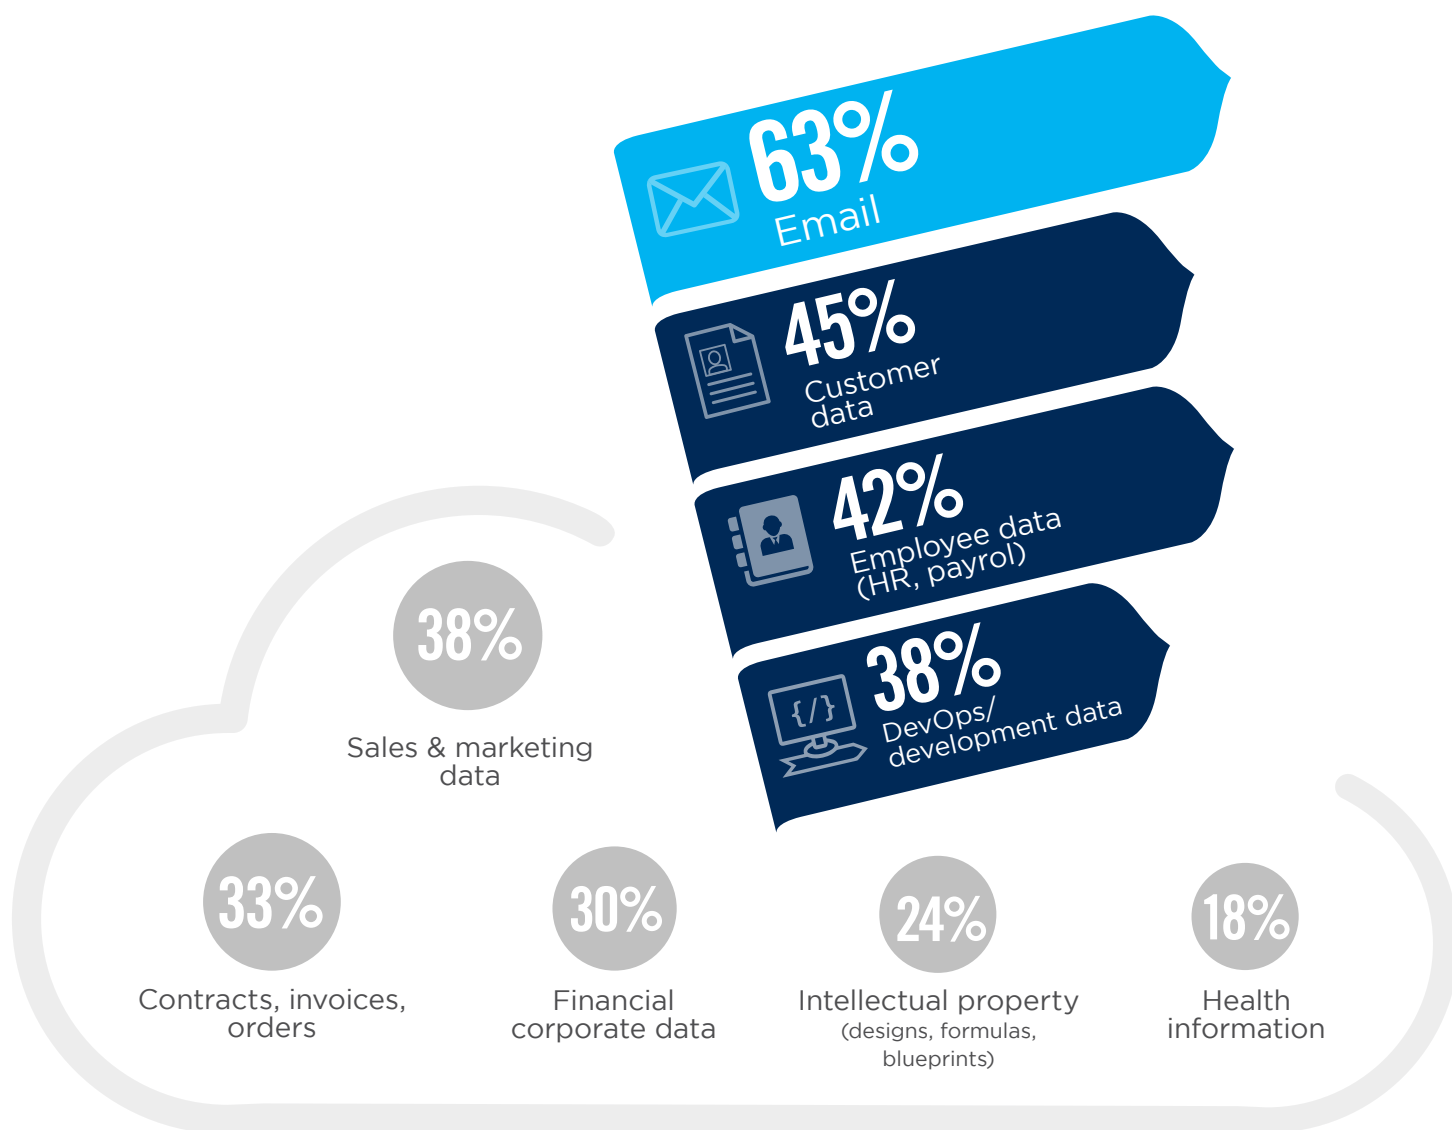 63%
Email
45%
Customer
data
42%
Employee data
(HR, payrol)
38%
{/}
DevOps/
development data
38%
Sales & marketing
data
33%
Contracts, invoices,
orders
30%
Financial
corporate data
24%
Intellectual property
(designs, formulas,
blueprints)
18%
Health
information